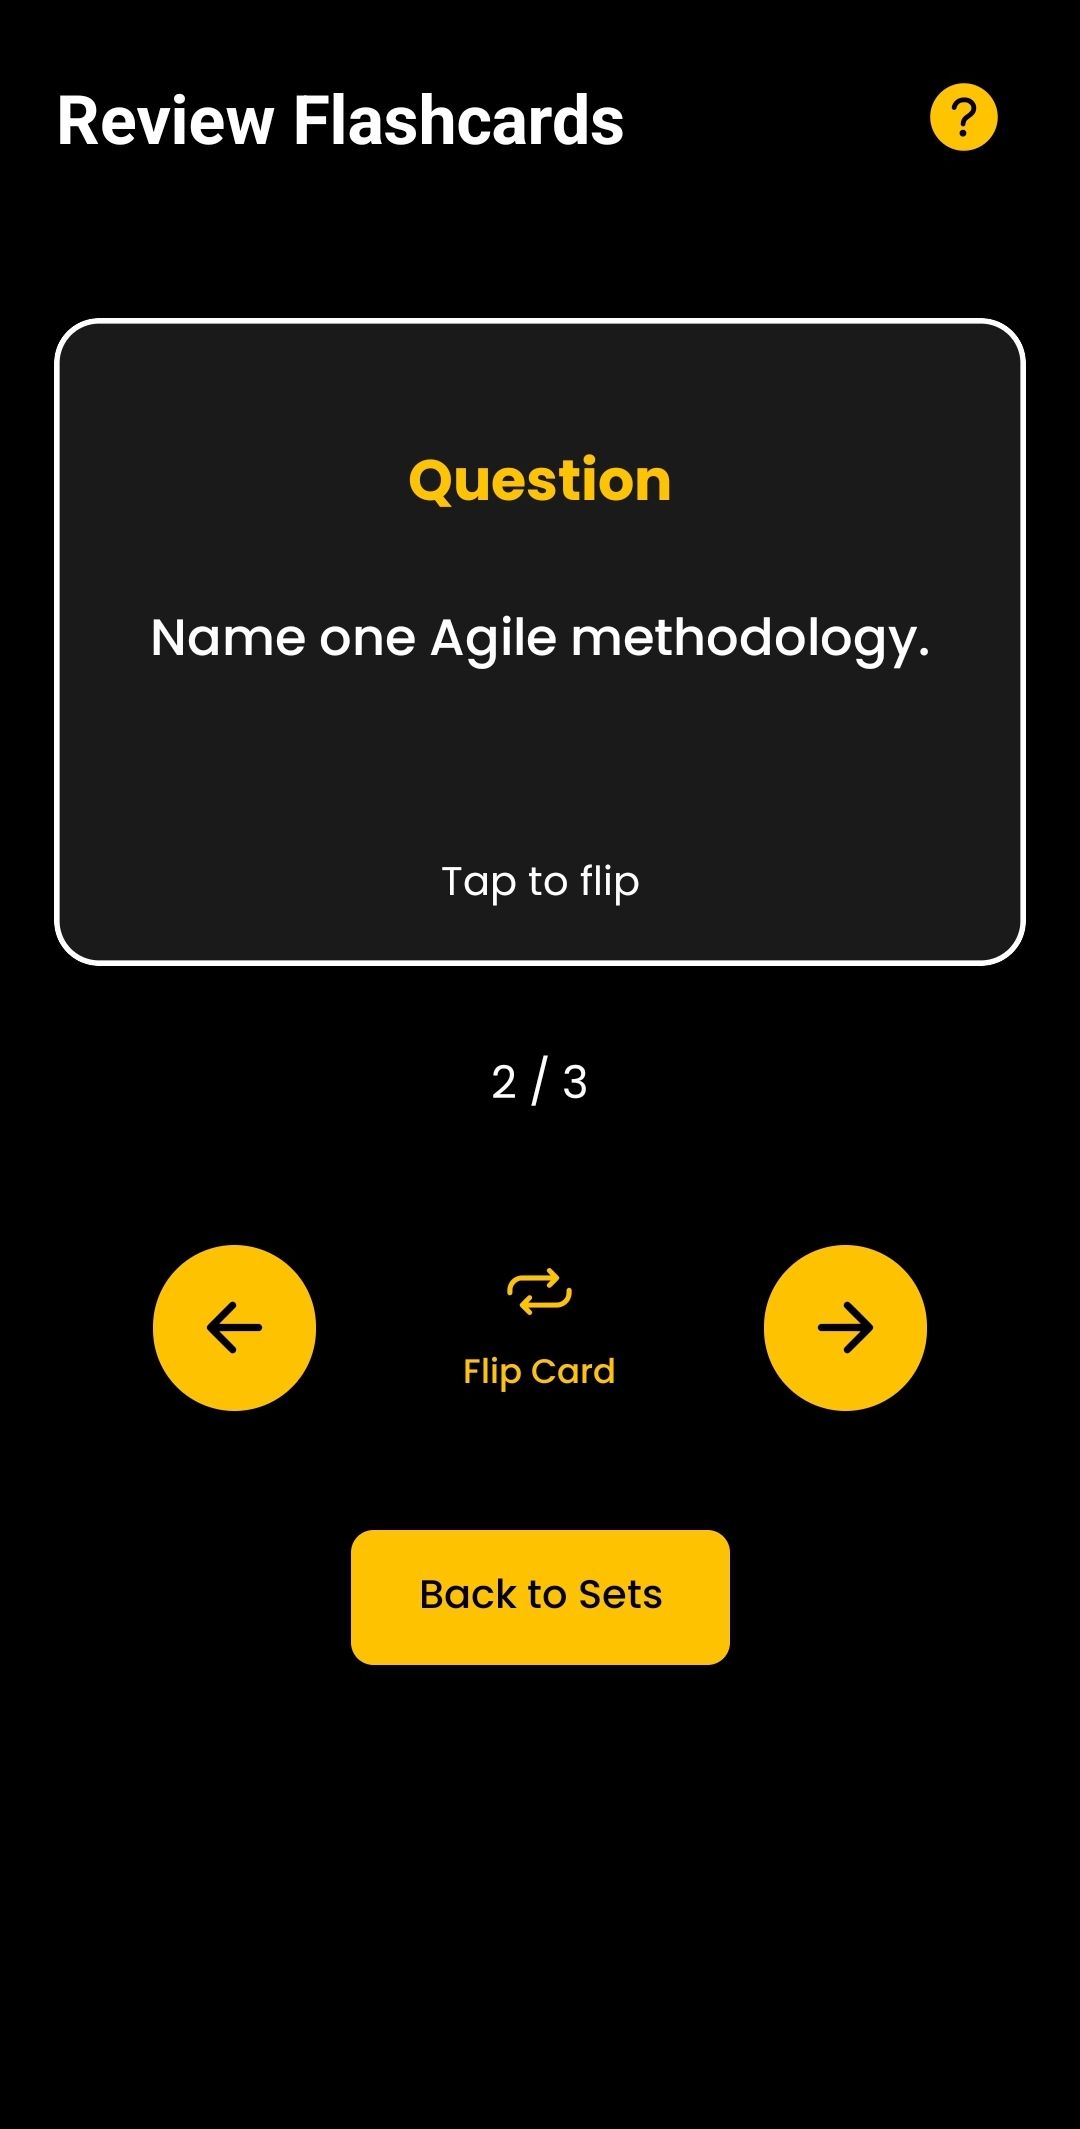 Review Flashcards
?
Question
Name one Agile methodology.
Tap to flip
2 / 3
Flip Card
Back to Sets